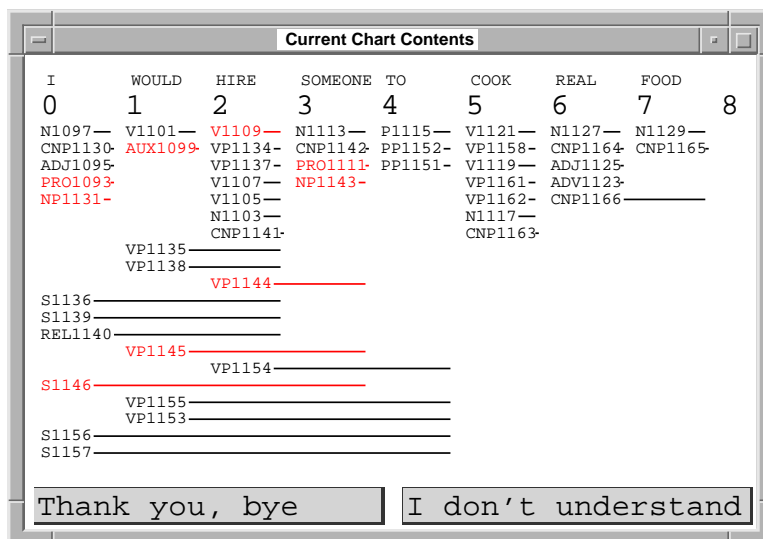 Current Chart Contents
I WOULD HIRE SOMEONE TO COOK REAL FOOD
0 1 2 3 4 5 6 7 8
N1097 V1101 V1109 N1113 P1115 V1121 N1127 N1129
CNP1130 AUX1099 VP1134 CNP1142 PP1152 VP1158 CNP1164 CNP1165
ADJ1095 VP1137 PRO1111 PP1151 V1119 ADJ1125
PRO1093 V1107 NP1143 VP1161 ADV1123
NP1131 V1105 VP1162 CNP1166
N1103 N1117
CNP1141 CNP1163
VP1135
VP1138
VP1144
S1136
S1139
REL1140
VP1145
VP1154
S1146
VP1155
VP1153
S1156
S1157
Thank you, bye I don't understand